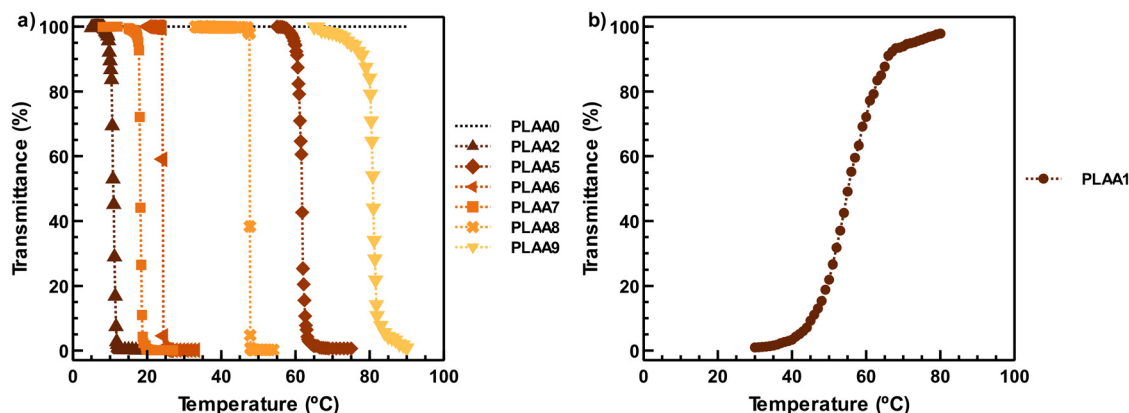 a)
100
80
60
40
20
0
Transmittance (%)
0 20 40 60 80 100
Temperature (ºC)
PLAA0
PLAA2
PLAA5
PLAA6
PLAA7
PLAA8
PLAA9
b)
100
80
60
40
20
0
Transmittance (%)
0 20 40 60 80 100
Temperature (ºC)
PLAA1